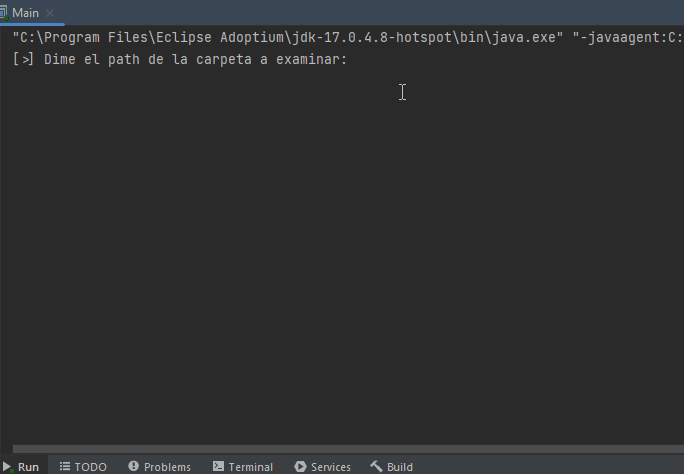 Main
"C:\Program Files\Eclipse Adoptium\jdk-17.0.4.8-hotspot\bin\java.exe" "-javaagent:C:
[>] Dime el path de la carpeta a examinar:
Run TODO Problems Terminal Services Build